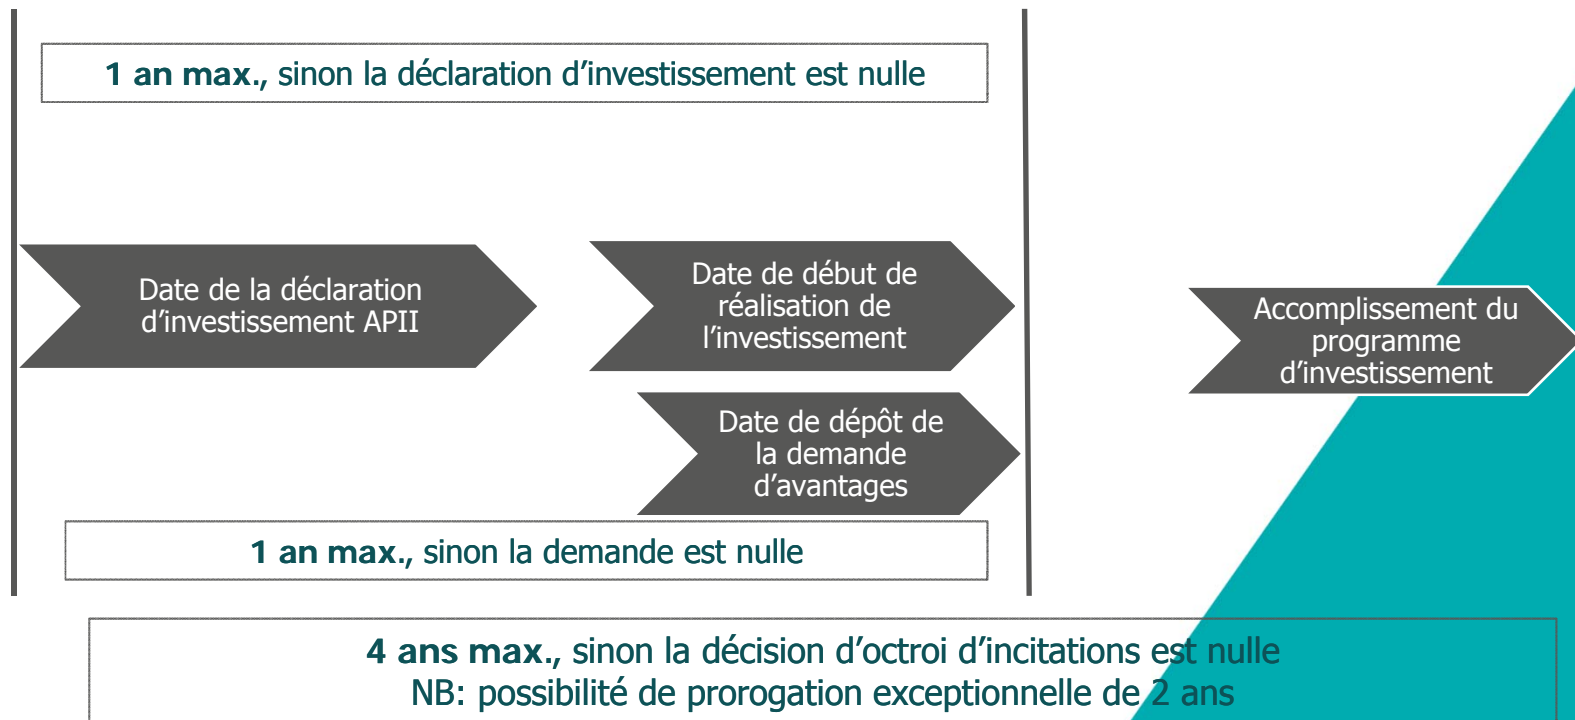 1 an max., sinon la déclaration d'investissement est nulle
Date de la déclaration
d'investissement APII
Date de début de
réalisation de
l'investissement
Accomplissement du
programme
d'investissement
Date de dépôt de
la demande
d'avantages
1 an max., sinon la demande est nulle
4 ans max., sinon la décision d'octroi d'incitations est nulle
NB: possibilité de prorogation exceptionnelle de 2 ans